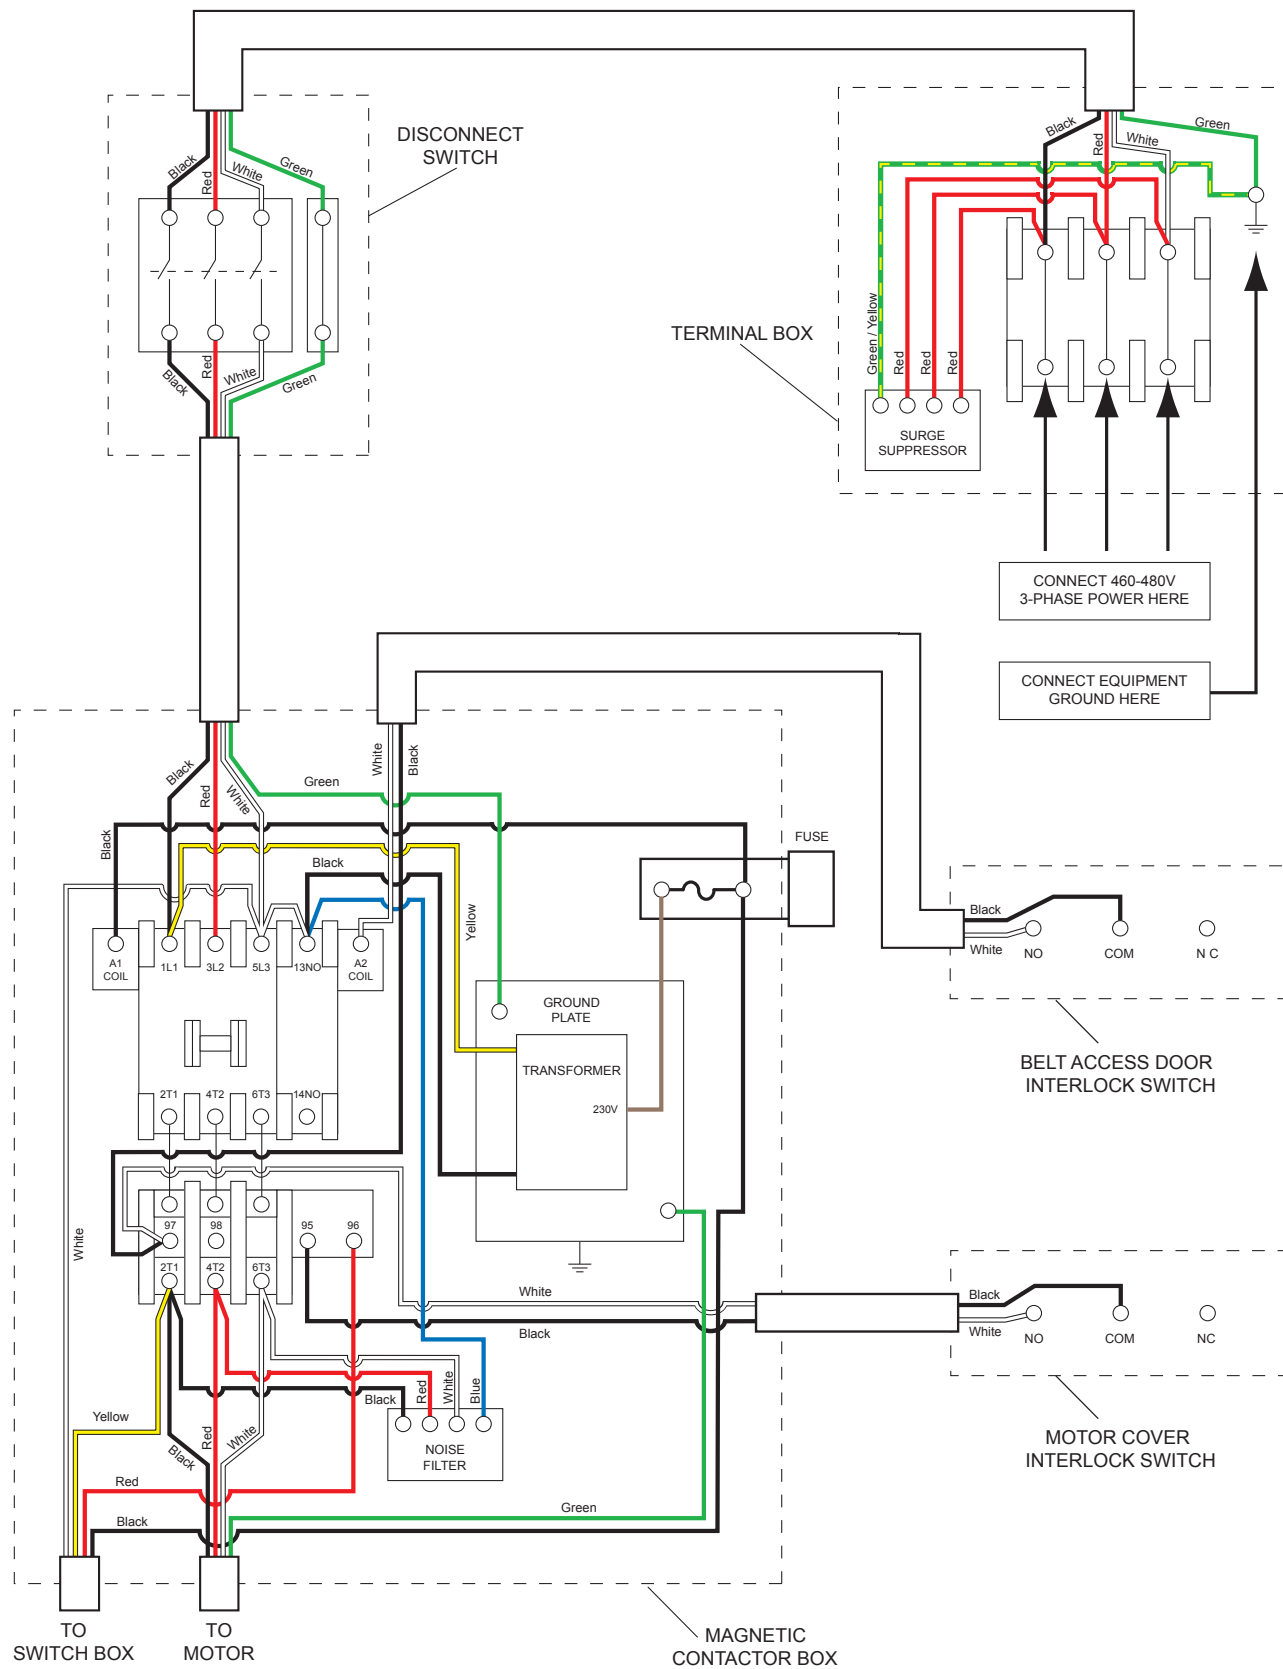 DISCONNECT
SWITCH
Black
Red
White
Green
Black
Red
White
Green
Black
Red
White
Green
TERMINAL BOX
Green / Yellow
Red
Red
Red
SURGE
SUPPRESSOR
CONNECT 460-480V
3-PHASE POWER HERE
CONNECT EQUIPMENT
GROUND HERE
Black
Red
White
Green
White
Black
Black
Black
Yellow
FUSE
A1
COIL
1L1
3L2
5L3
13NO
A2
COIL
2T1
4T2
6T3
14NO
GROUND
PLATE
TRANSFORMER
230V
Black
White
NO
COM
N C
BELT ACCESS DOOR
INTERLOCK SWITCH
97
98
95
96
2T1
4T2
6T3
White
White
Black
Black
White
NO
COM
NC
MOTOR COVER
INTERLOCK SWITCH
Yellow
Black
Red
White
Black
Red
White
Blue
NOISE
FILTER
Red
Black
Green
TO
SWITCH BOX
TO
MOTOR
MAGNETIC
CONTACTOR BOX